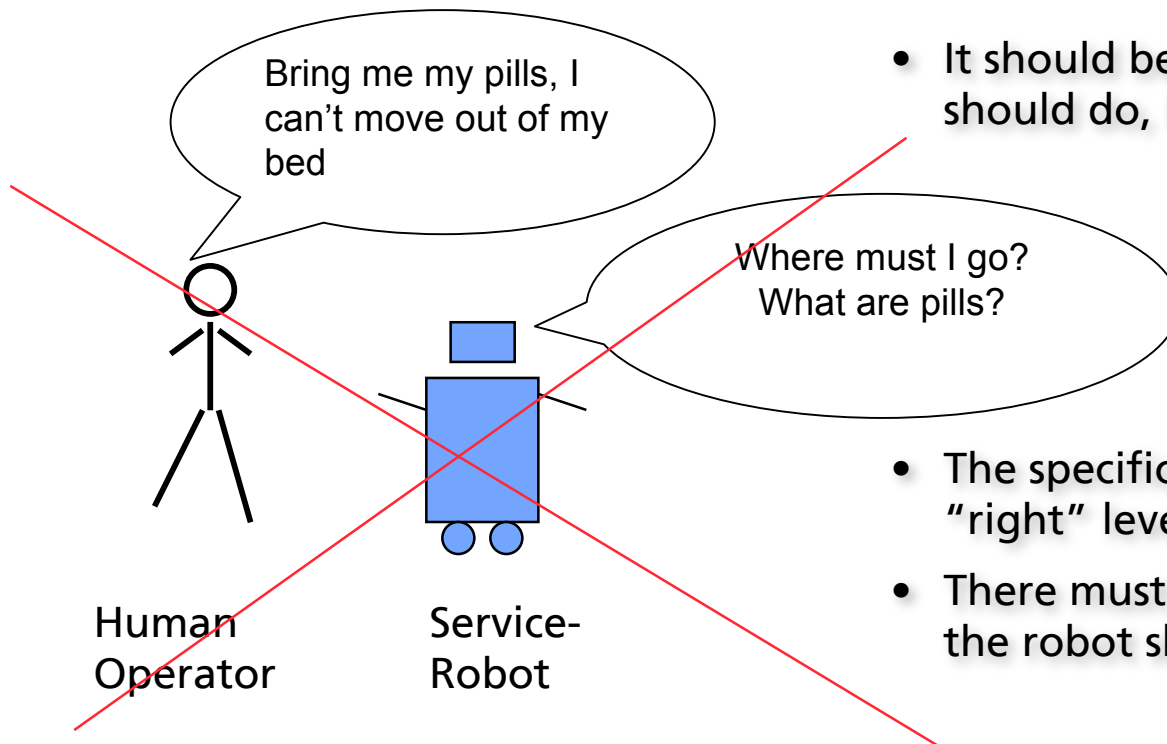 Bring me my pills, I
can't move out of my
bed
Where must I go?
What are pills?
Human
Operator
Service-
Robot
• It should be
should do,
• The specific
"right" leve
• There must
the robot s